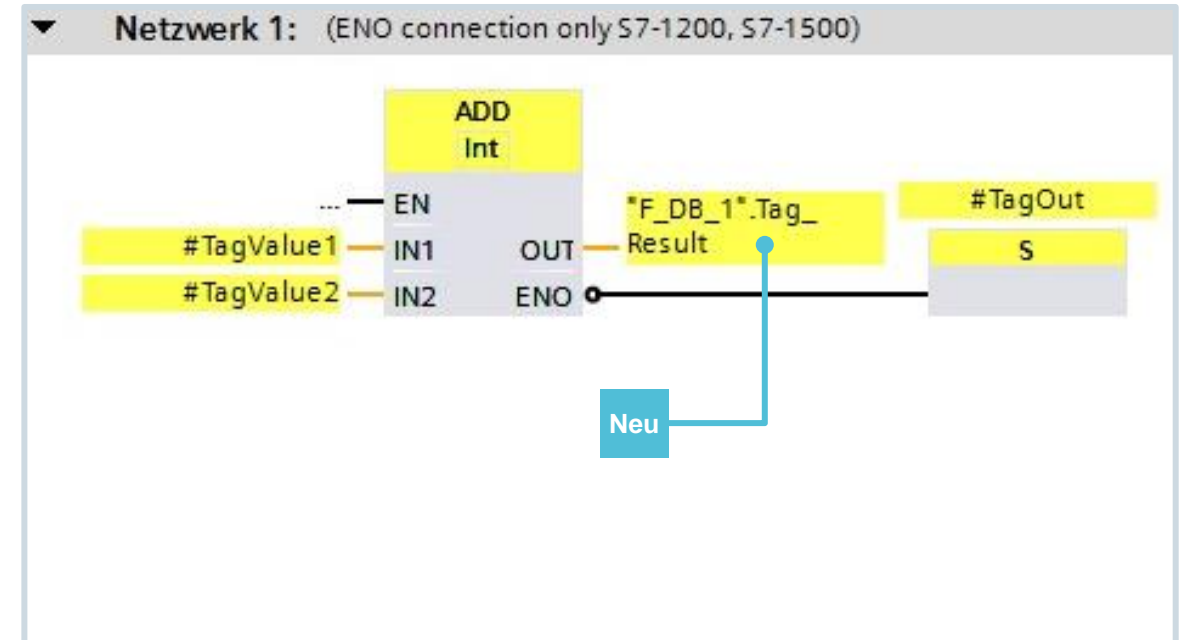 Netzwerk 1: (ENO connection only S7-1200, S7-1500)
ADD
Int
... EN
#TagValue1 IN1 OUT "F_DB_1".Tag_
Result
#TagValue2 IN2 ENO
#TagOut
S
Neu